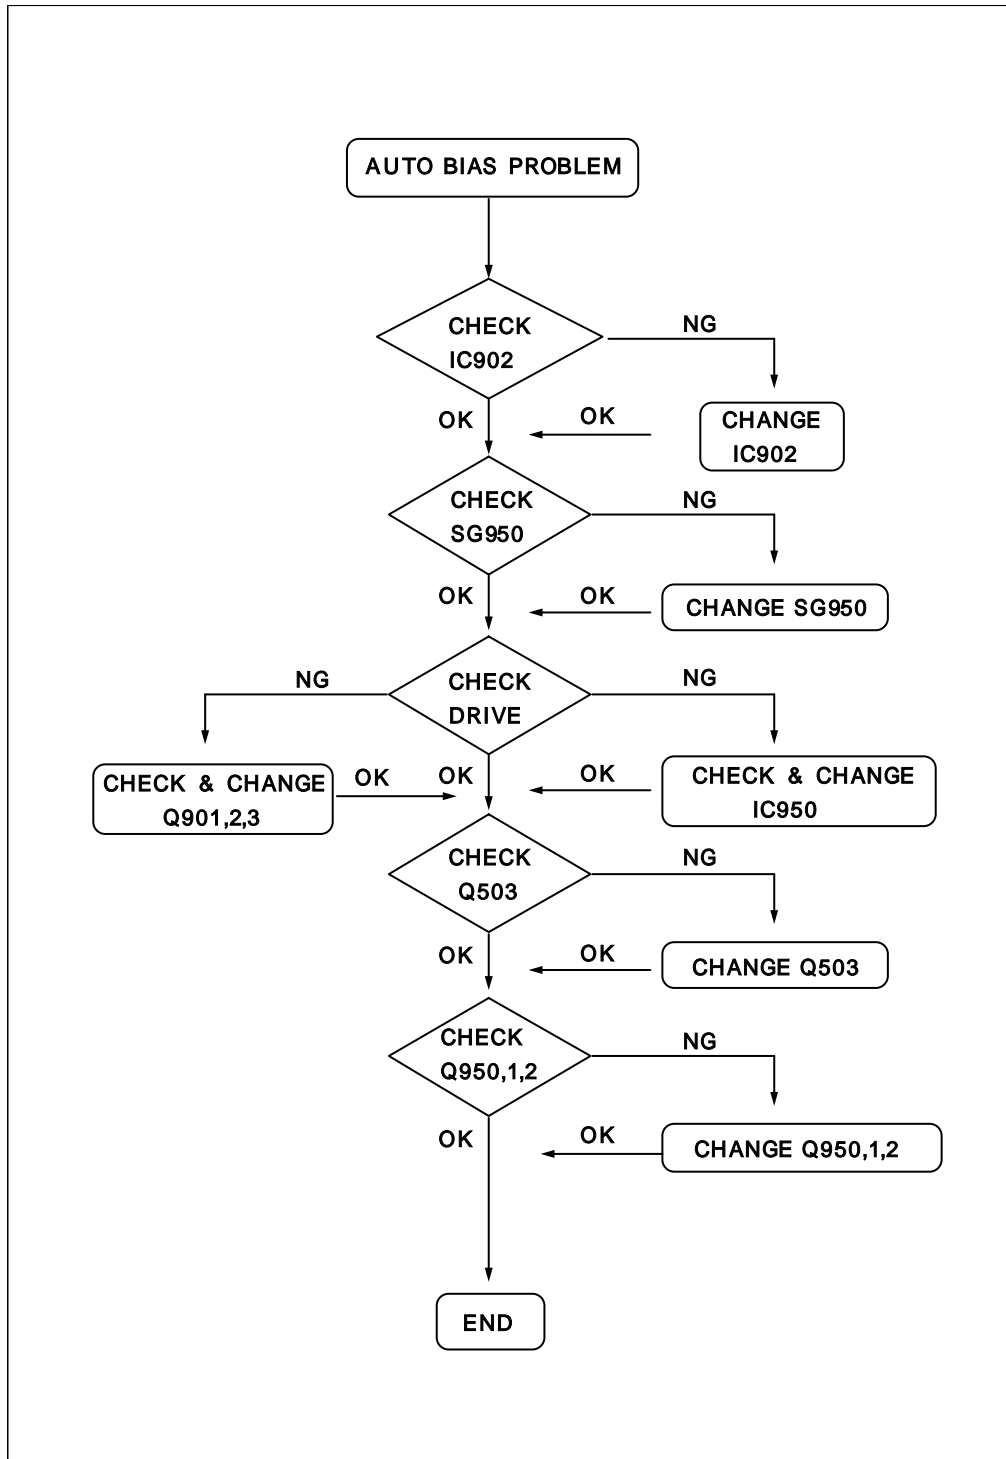 AUTO BIAS PROBLEM
CHECK
IC902
NG
OK
OK
CHANGE
IC902
CHECK
SG950
NG
OK
OK
CHANGE SG950
NG
CHECK
DRIVE
NG
CHECK & CHANGE
Q901,2,3
OK
OK
OK
CHECK & CHANGE
IC950
CHECK
Q503
NG
OK
OK
CHANGE Q503
CHECK
Q950,1,2
NG
OK
OK
CHANGE Q950,1,2
END